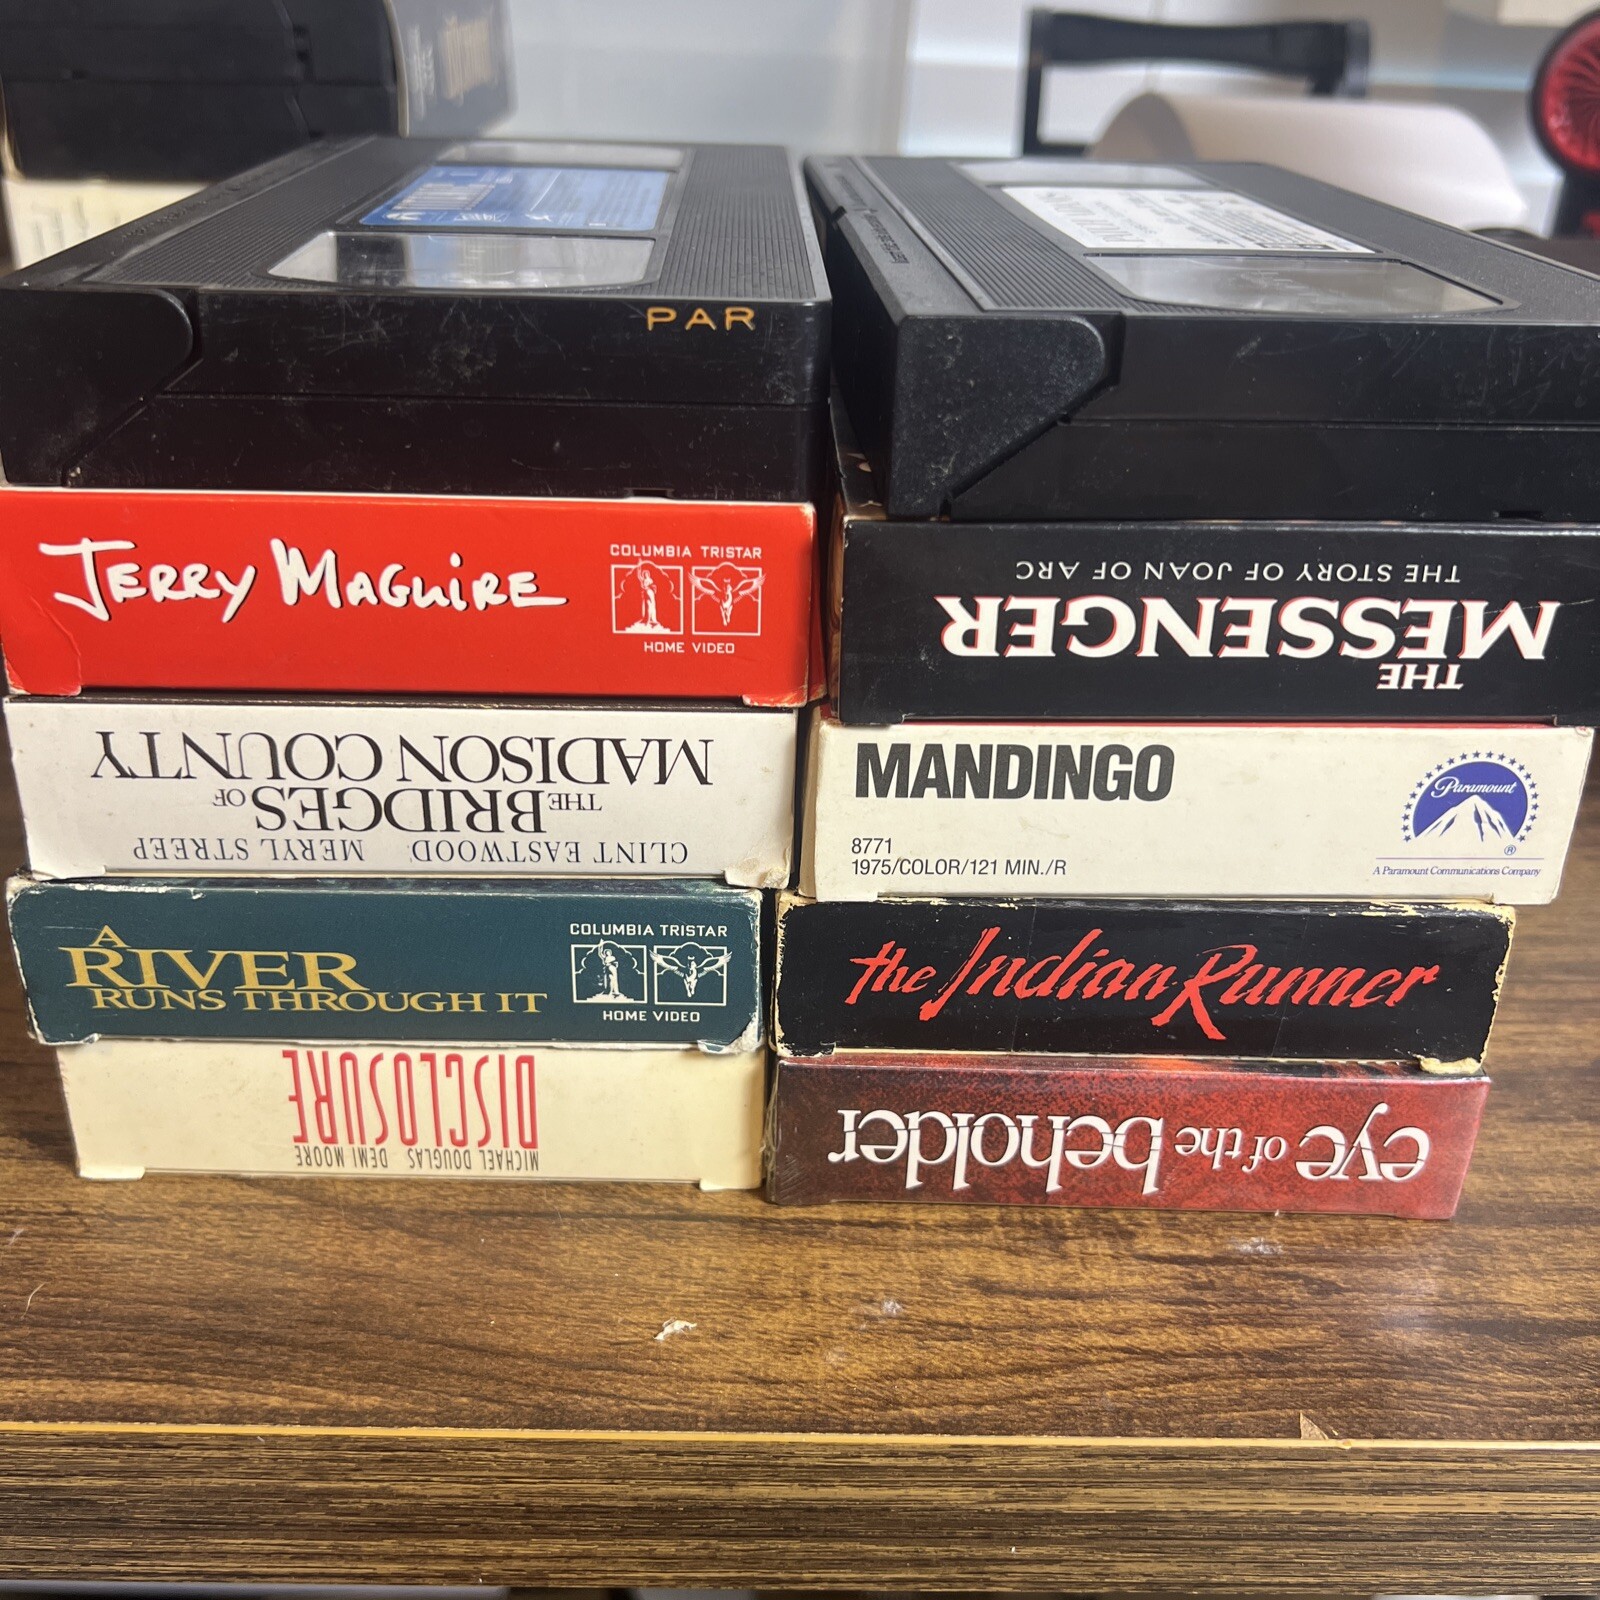 PAR
JERRY MAGUIRE
COLUMBIA TRISTAR
HOME VIDEO
CLINT EASTWOOD MERYL STREEP
THE BRIDGES OF
MADISON COUNTY
A
RIVER
RUNS THROUGH IT
COLUMBIA TRISTAR
HOME VIDEO
MICHAEL DOUGLAS DEMI MOORE
DISCLOSURE
THE
MESSENGER
THE STORY OF JOAN OF ARC
MANDINGO
8771
1975/COLOR/121 MIN./R
Paramount
®
A Paramount Communications Company
the Indian Runner
eye of the beholder